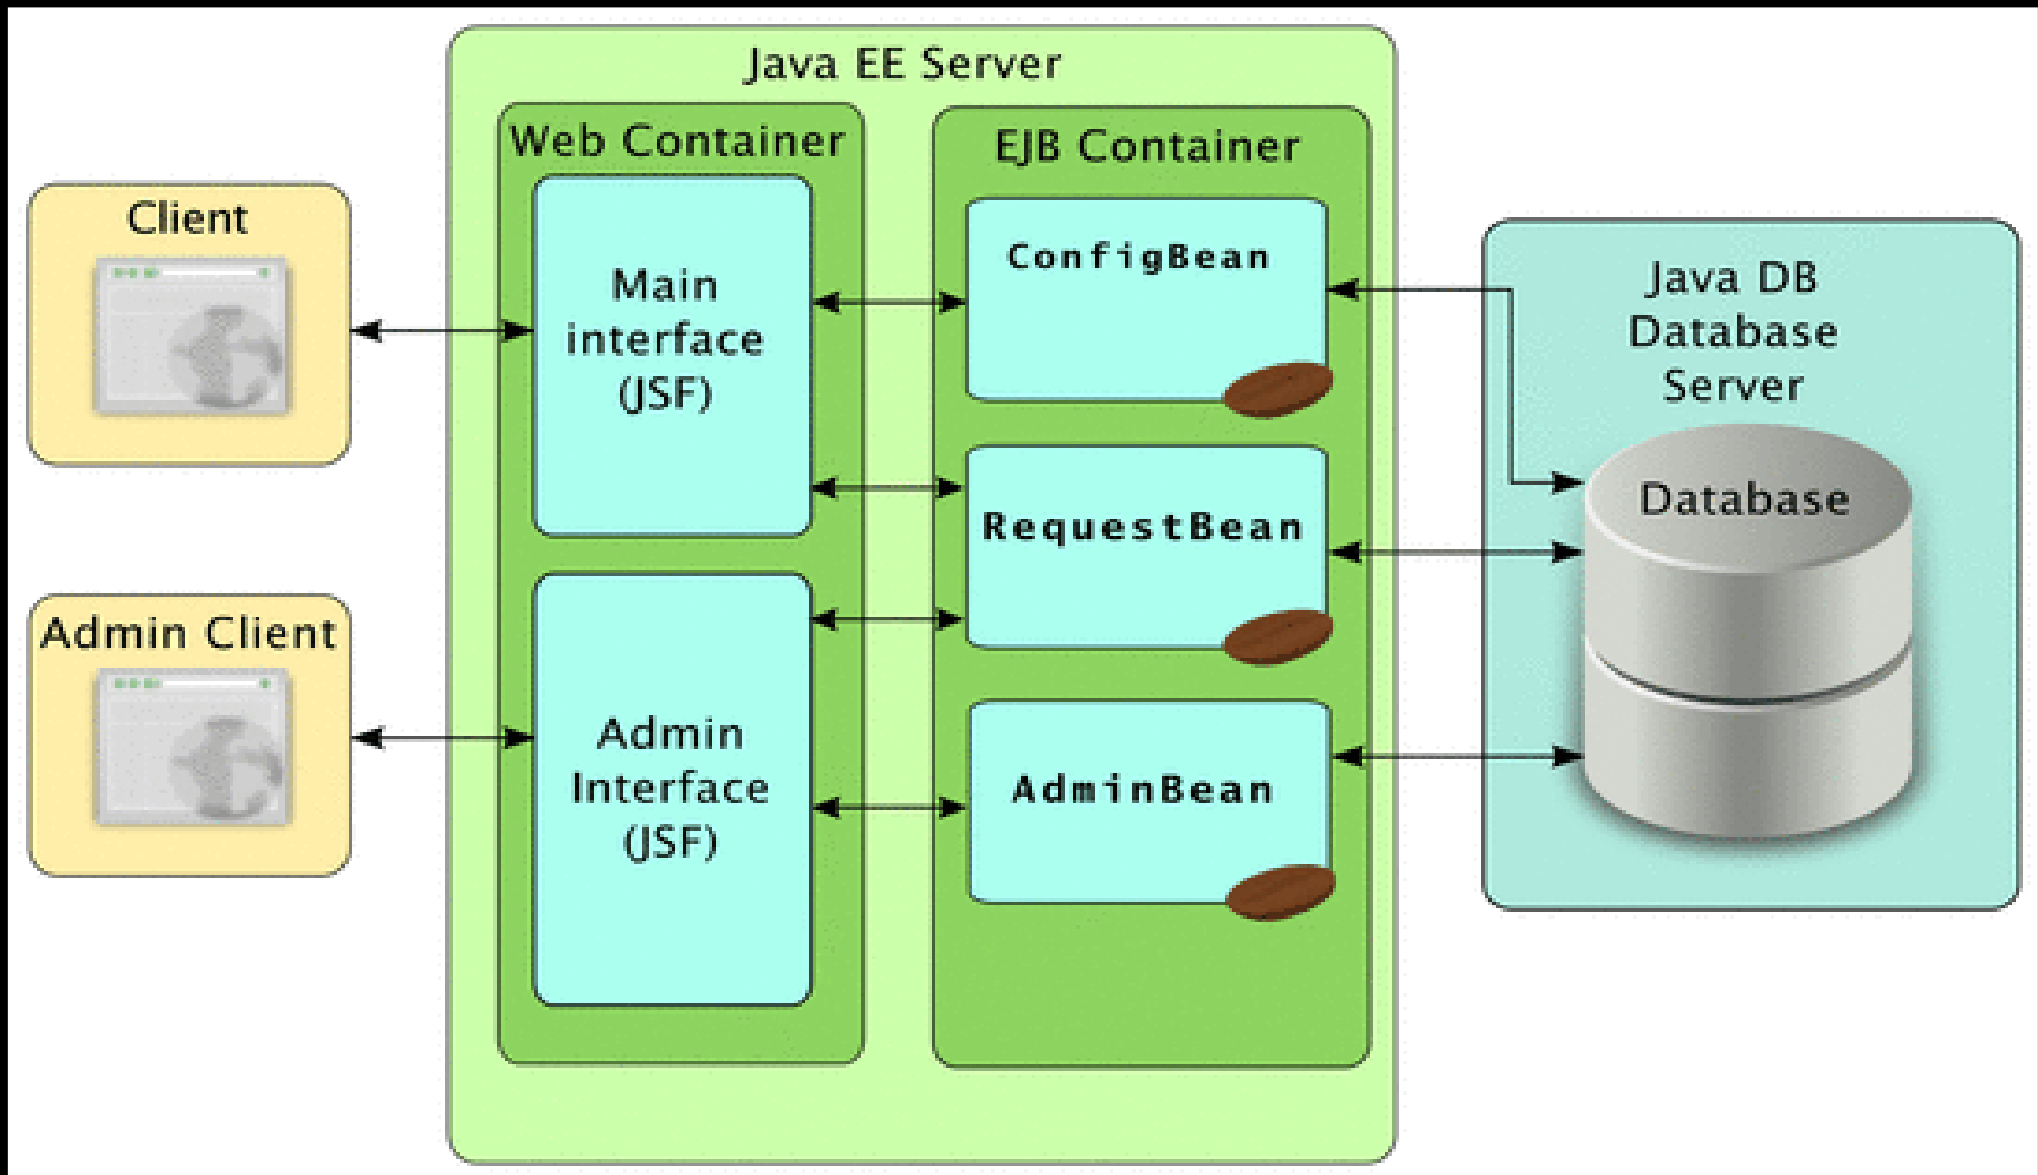 Java EE Server
Web Container
EJB Container
Client
Main
interface
(JSF)
ConfigBean
Java DB
Database
Server
Database
RequestBean
Admin Client
Admin
Interface
(JSF)
AdminBean